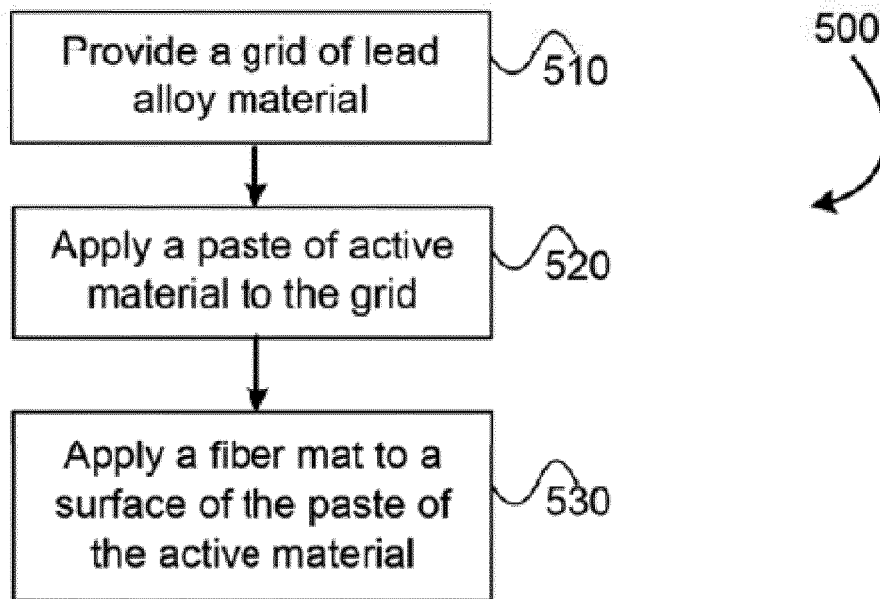 500
Provide a grid of lead
alloy material
510
Apply a paste of active
material to the grid
520
Apply a fiber mat to a
surface of the paste of
the active material
530